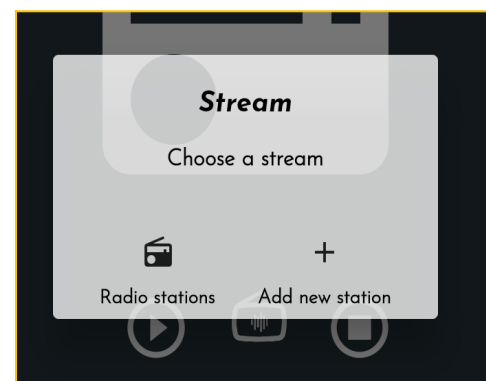 Stream
Choose a stream
Radio stations
Add new station